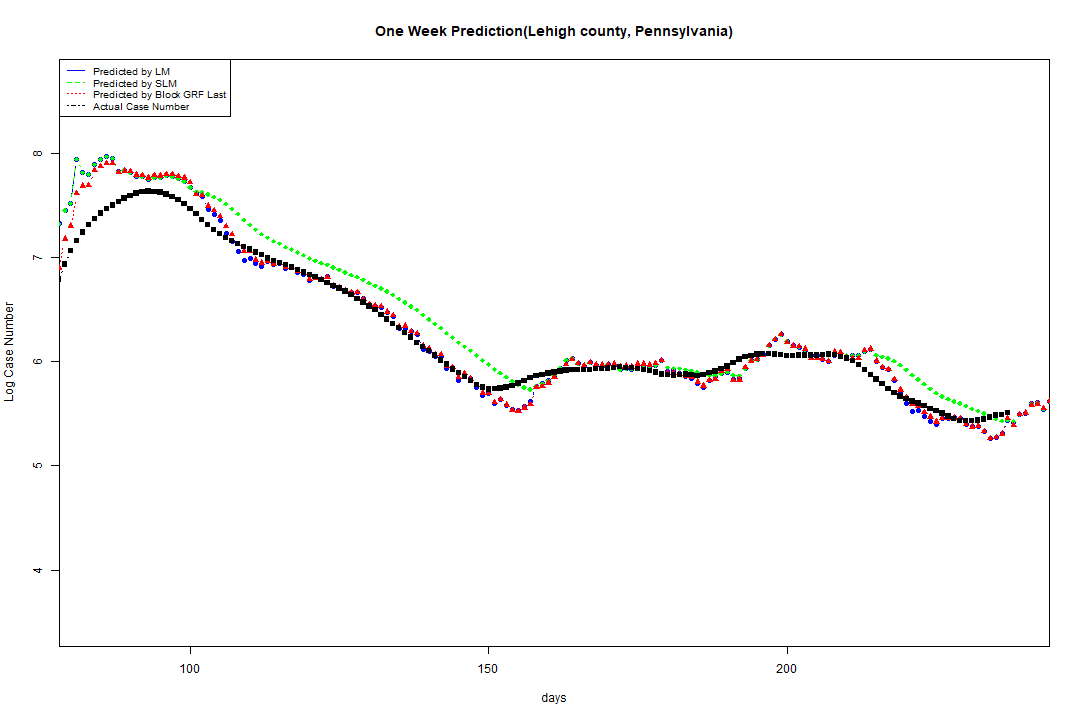 One Week Prediction(Lehigh county, Pennsylvania)
Predicted by LM
Predicted by SLM
Predicted by Block GRF Last
Actual Case Number
8
7
6
5
4
Log Case Number
100
150
200
days